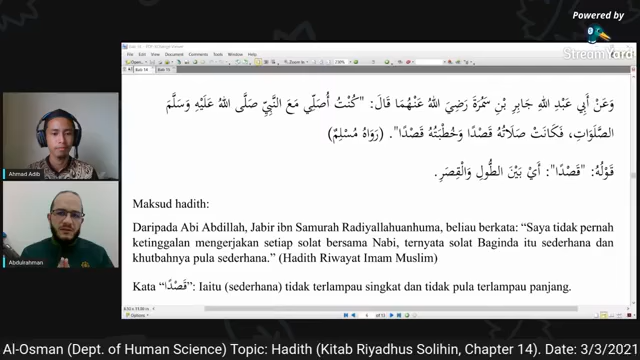 Powered by
StreamYard
وَعَنْ أَبِي عَبْدِ اللهِ جَابِرِ بْنِ سَمُرَةَ رَضِيَ اللهُ عَنْهُمَا قَالَ: "كُنْتُ أُصَلِّي مَعَ النَّبِيِّ صَلَّى اللهُ عَلَيْهِ وَسَلَّمَ
الصَّلَوَاتِ، فَكَانَتْ صَلَاتُهُ قَصْدًا وَخُطْبَتُهُ قَصْدًا". (رَوَاهُ مُسْلِمٌ)
قَوْلُهُ: "قَصْدًا": أَيْ بَيْنَ الطُّولِ وَالْقِصَرِ.
Maksud hadith:
Daripada Abi Abdillah, Jabir ibn Samurah Radiyallahuanhuma, beliau berkata: “Saya tidak pernah
ketinggalan mengerjakan setiap solat bersama Nabi, ternyata solat Baginda itu sederhana dan
khutbahnya pula sederhana.” (Hadith Riwayat Imam Muslim)
Kata “قَصْدًا”: Iaitu (sederhana) tidak terlampau singkat dan tidak pula terlampau panjang.
Ahmad Adib
Abdulrahman
Al-Osman (Dept. of Human Science) Topic: Hadith (Kitab Riyadhus Solihin, Chapter 14). Date: 3/3/2021